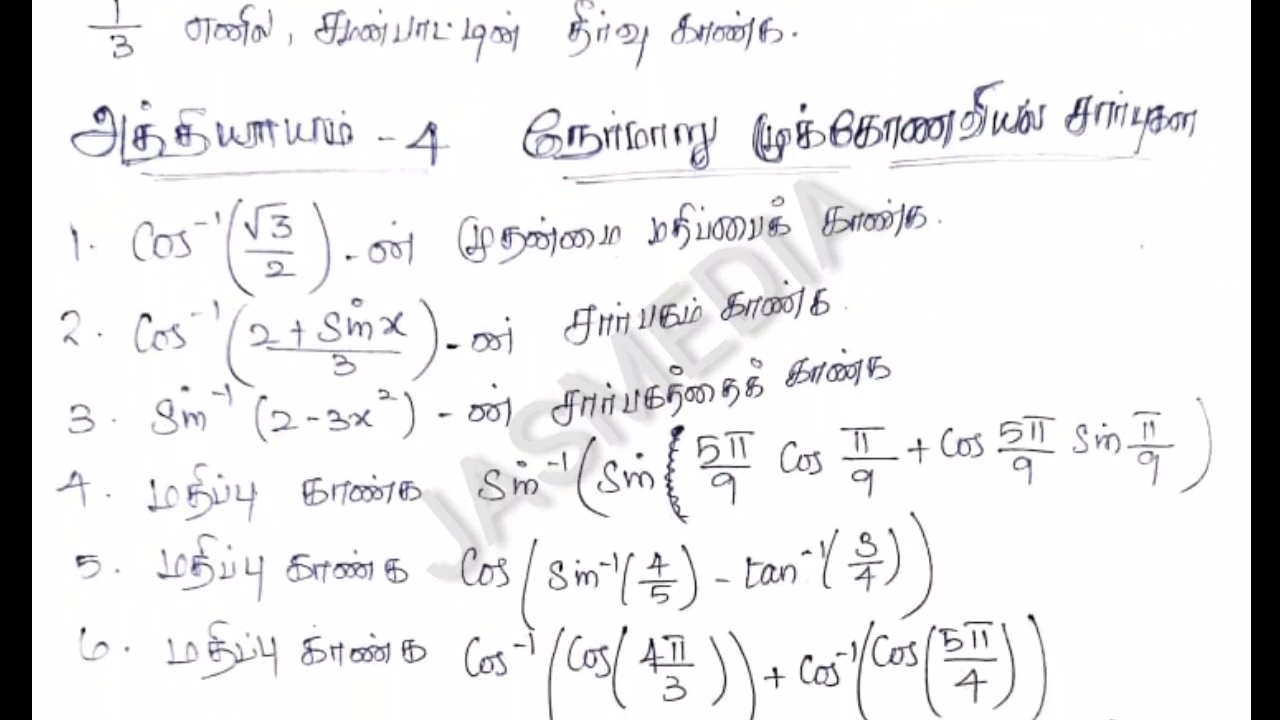 1/3 எனில், சமன்பாட்டின் தீர்வு காண்க.
அத்தியாயம் - 4 நேர்மாறு முக்கோணவியல் சார்புகள்
1. Cos⁻¹(√3/2) - ன் முதன்மை மதிப்பைக் காண்க.
2. Cos⁻¹((2 + Sin x)/3) - ன் சார்பகம் காண்க.
3. Sin⁻¹ (2 - 3x²) - ன் சார்பகத்தைக் காண்க
4. மதிப்பு காண்க Sin⁻¹(Sin 5π/9 Cos π/9 + Cos 5π/9 Sin π/9)
5. மதிப்பு காண்க Cos(Sin⁻¹(4/5) - tan⁻¹(3/4))
6. மதிப்பு காண்க Cos⁻¹(Cos(4π/3)) + Cos⁻¹(Cos(5π/4))
JASMEDIA